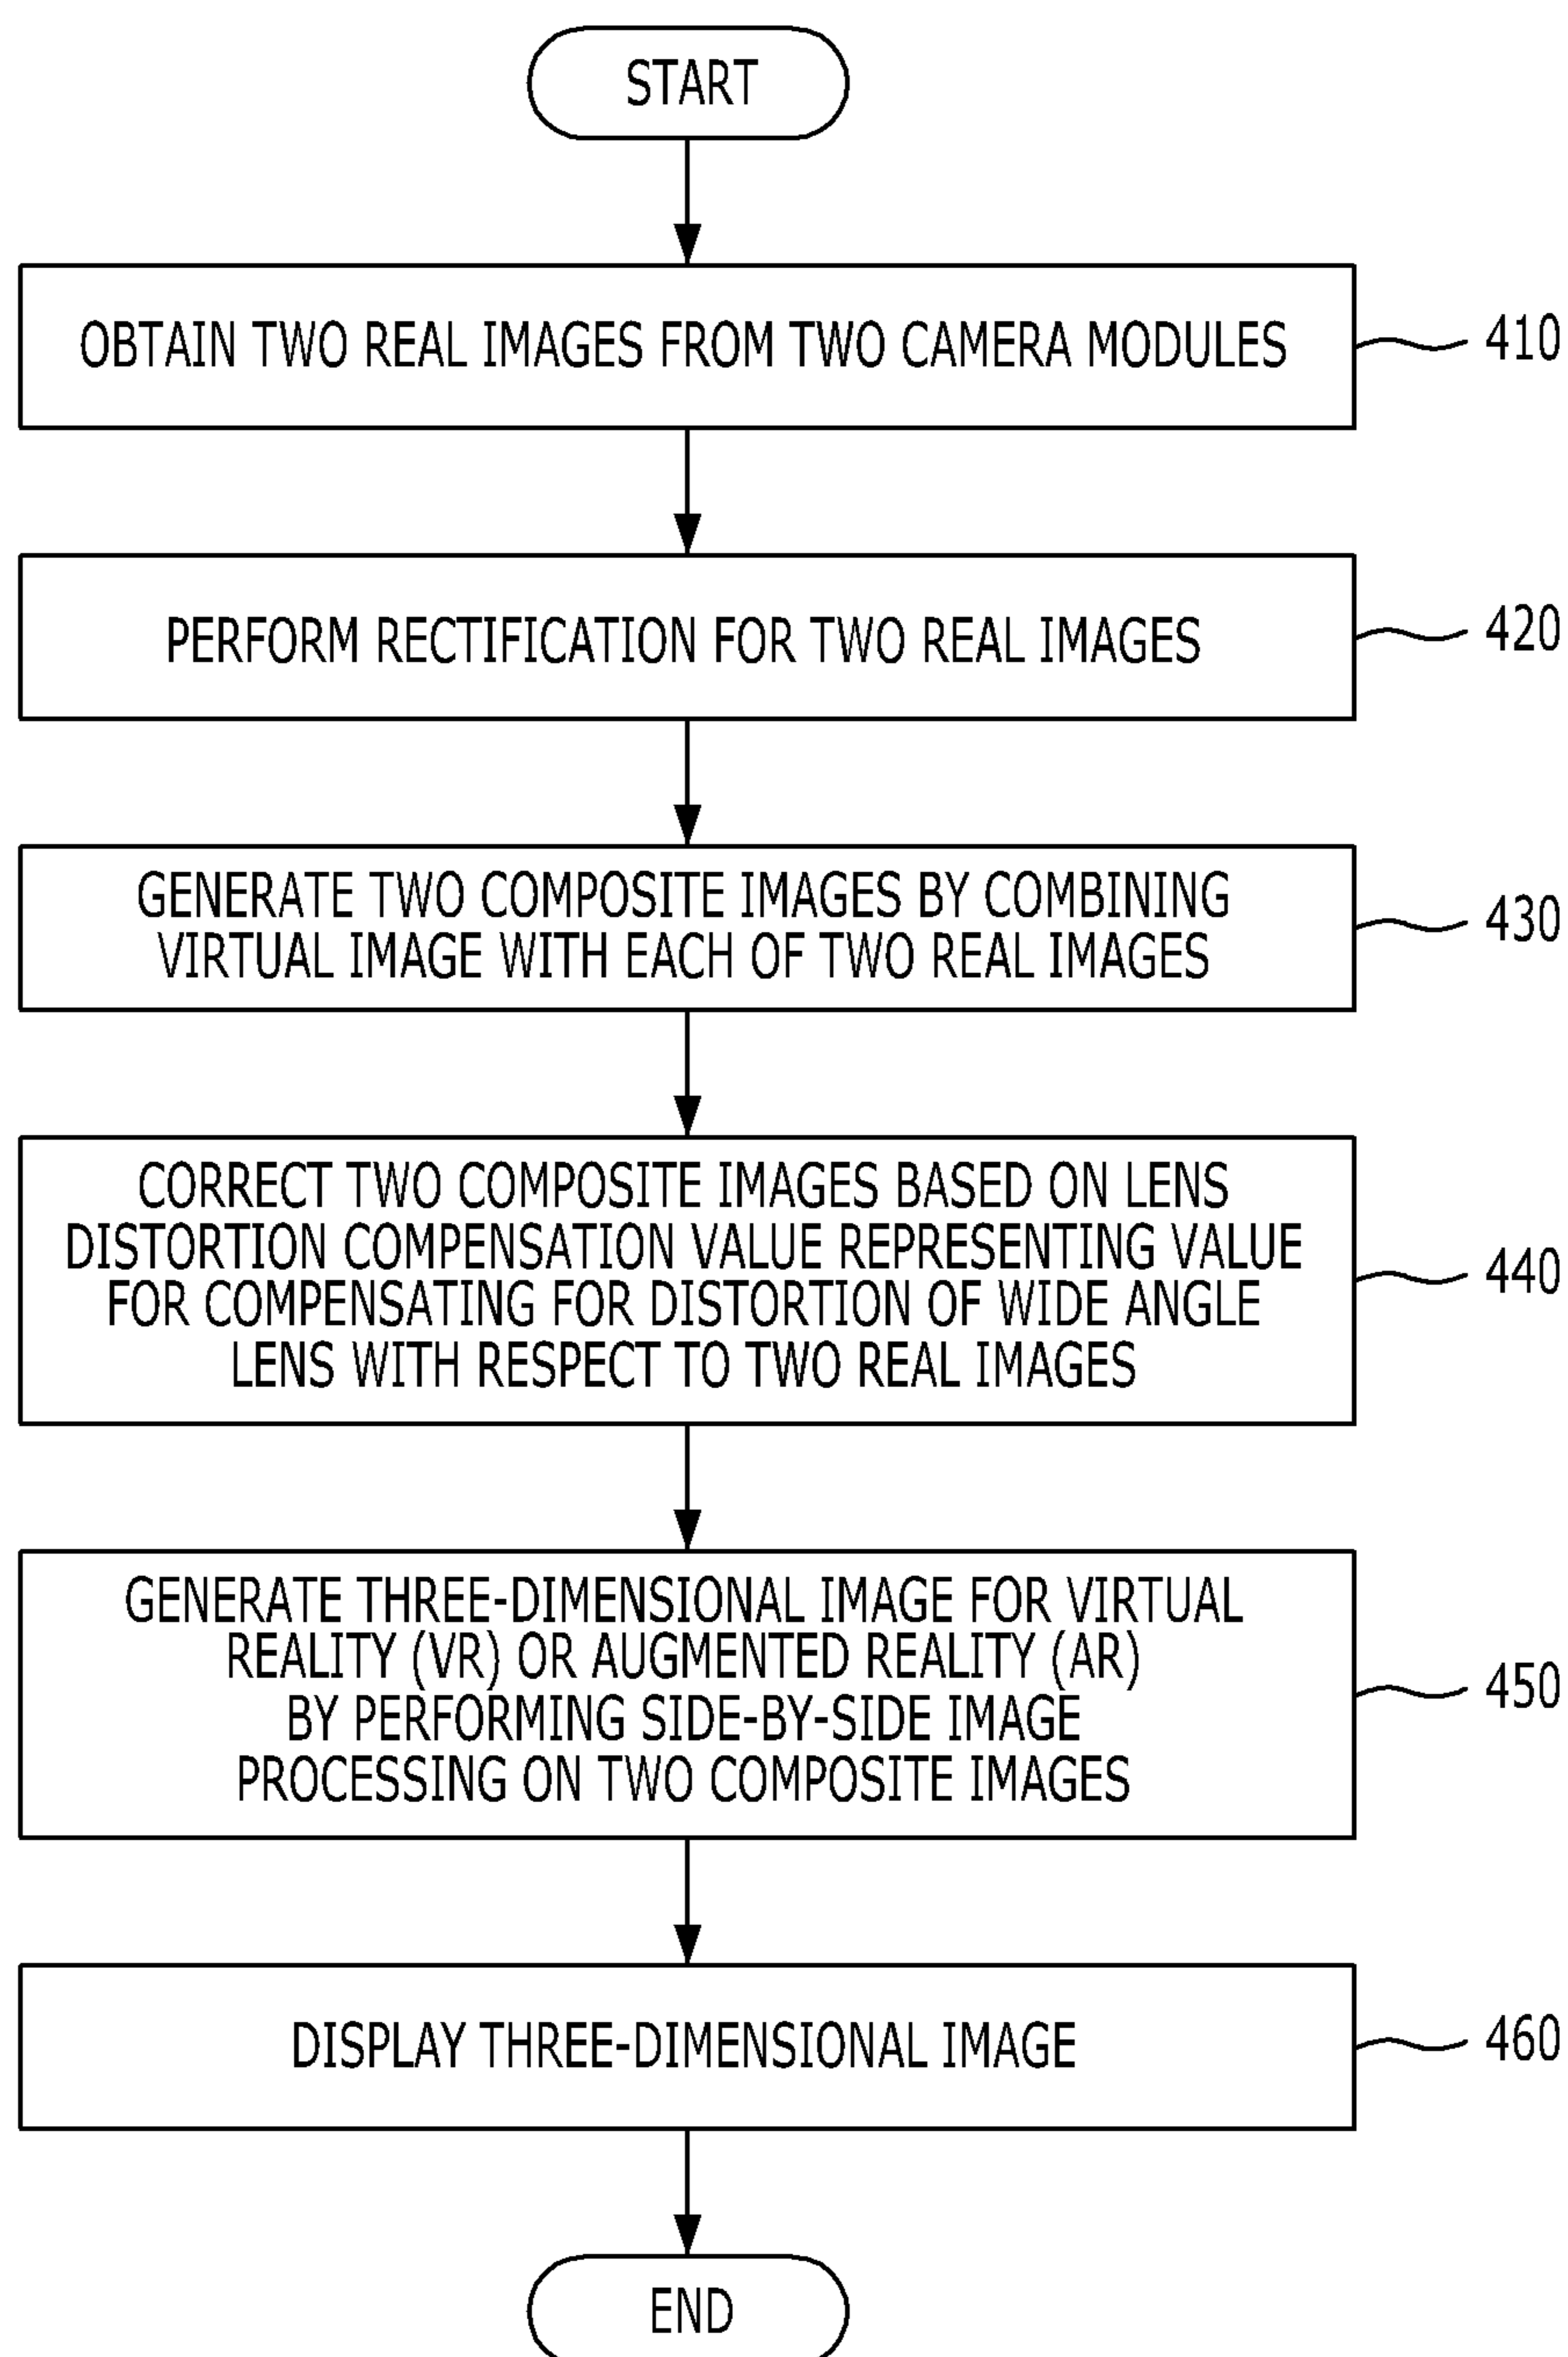 START
OBTAIN TWO REAL IMAGES FROM TWO CAMERA MODULES
410
PERFORM RECTIFICATION FOR TWO REAL IMAGES
420
GENERATE TWO COMPOSITE IMAGES BY COMBINING
VIRTUAL IMAGE WITH EACH OF TWO REAL IMAGES
430
CORRECT TWO COMPOSITE IMAGES BASED ON LENS
DISTORTION COMPENSATION VALUE REPRESENTING VALUE
FOR COMPENSATING FOR DISTORTION OF WIDE ANGLE
LENS WITH RESPECT TO TWO REAL IMAGES
440
GENERATE THREE-DIMENSIONAL IMAGE FOR VIRTUAL
REALITY (VR) OR AUGMENTED REALITY (AR)
BY PERFORMING SIDE-BY-SIDE IMAGE
PROCESSING ON TWO COMPOSITE IMAGES
450
DISPLAY THREE-DIMENSIONAL IMAGE
460
END